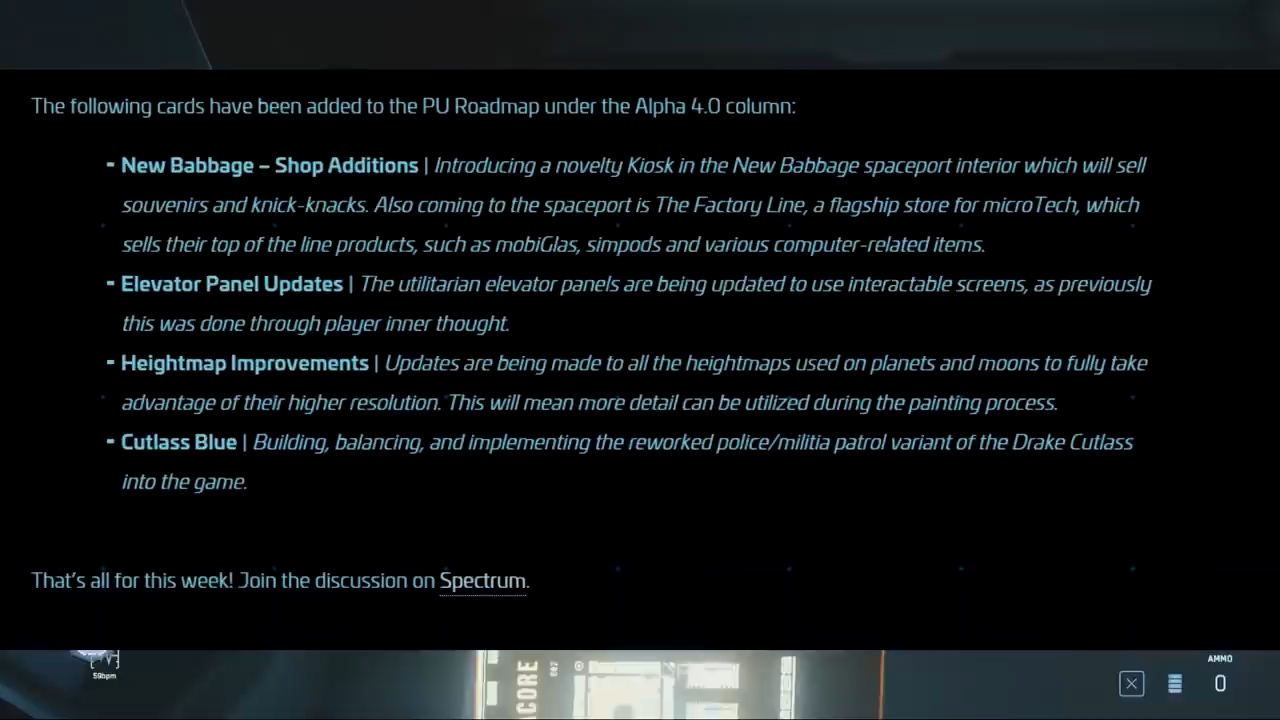 The following cards have been added to the PU Roadmap under the Alpha 4.0 column:
- New Babbage – Shop Additions | Introducing a novelty Kiosk in the New Babbage spaceport interior which will sell
souvenirs and knick-knacks. Also coming to the spaceport is The Factory Line, a flagship store for microTech, which
sells their top of the line products, such as mobiGlas, simpods and various computer-related items.
- Elevator Panel Updates | The utilitarian elevator panels are being updated to use interactable screens, as previously
this was done through player inner thought.
- Heightmap Improvements | Updates are being made to all the heightmaps used on planets and moons to fully take
advantage of their higher resolution. This will mean more detail can be utilized during the painting process.
- Cutlass Blue | Building, balancing, and implementing the reworked police/militia patrol variant of the Drake Cutlass
into the game.
That's all for this week! Join the discussion on Spectrum.
59bpm
ACORE
007
AMMO
0